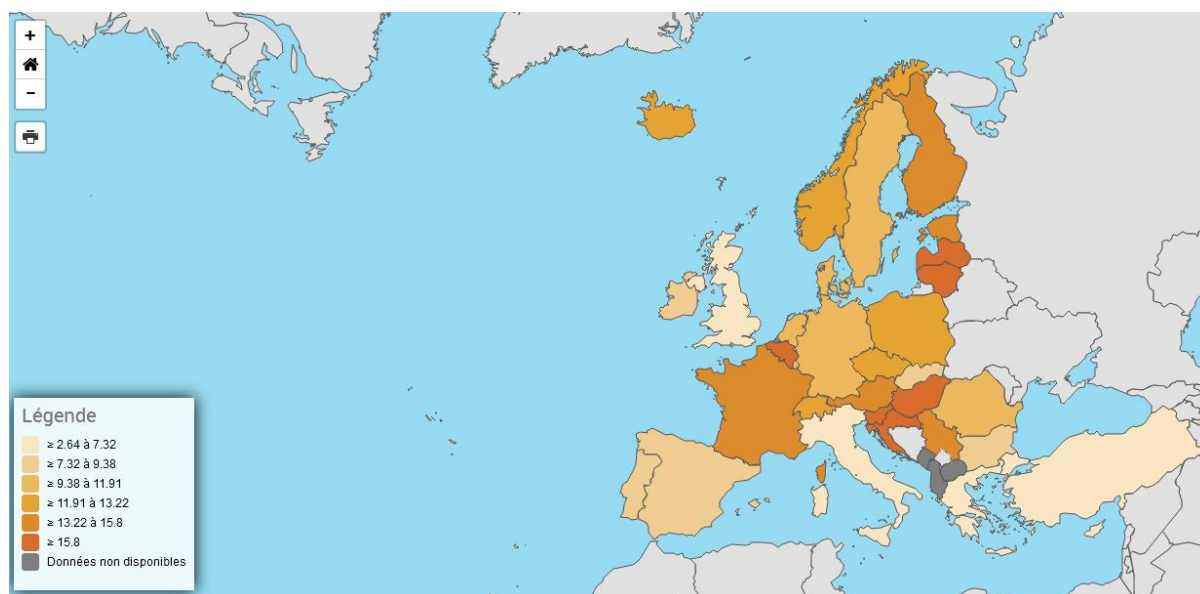 +
−
Légende
≥ 2.64 à 7.32
≥ 7.32 à 9.38
≥ 9.38 à 11.91
≥ 11.91 à 13.22
≥ 13.22 à 15.8
≥ 15.8
Données non disponibles